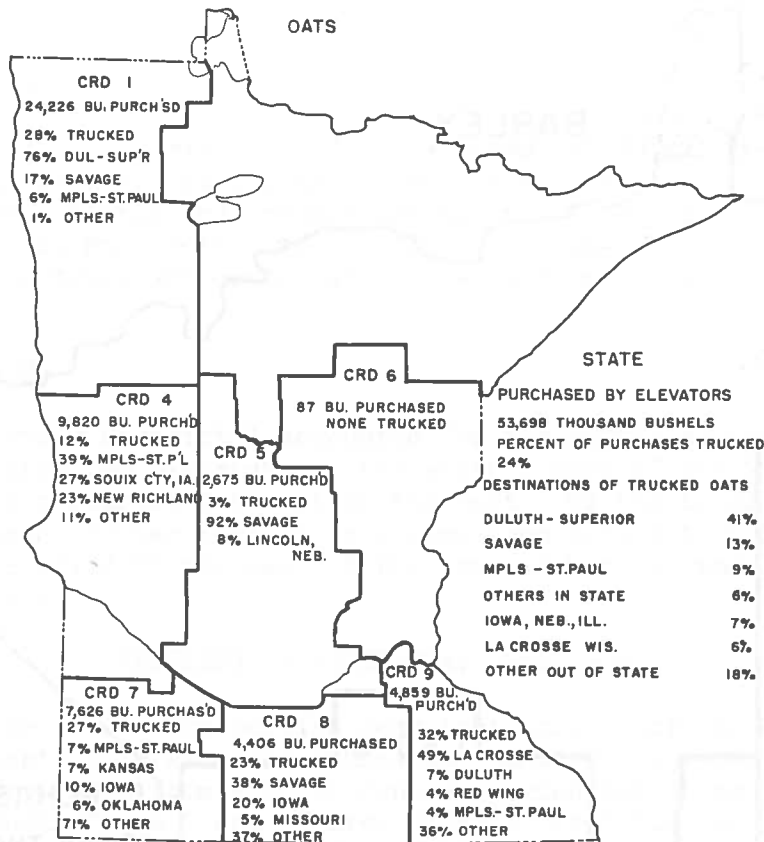 OATS
CRD 1
24,226 BU. PURCH'SD
28% TRUCKED
76% DUL-SUP'R
17% SAVAGE
6% MPLS.-ST.PAUL
1% OTHER
CRD 4
9,820 BU. PURCH'D
12% TRUCKED
39% MPLS-ST.P'L
27% SOUIX C'TY, IA.
23% NEW RICHLAND
11% OTHER
CRD 5
2,675 BU. PURCH'D
3% TRUCKED
92% SAVAGE
8% LINCOLN,
NEB.
CRD 6
87 BU. PURCHASED
NONE TRUCKED
STATE
PURCHASED BY ELEVATORS
53,698 THOUSAND BUSHELS
PERCENT OF PURCHASES TRUCKED
24%
DESTINATIONS OF TRUCKED OATS
DULUTH-SUPERIOR 41%
SAVAGE 13%
MPLS - ST.PAUL 9%
OTHERS IN STATE 6%
IOWA, NEB., ILL. 7%
LA CROSSE WIS. 6%
OTHER OUT OF STATE 18%
CRD 7
7,626 BU. PURCHAS'D
27% TRUCKED
7% MPLS-ST.PAUL
7% KANSAS
10% IOWA
6% OKLAHOMA
71% OTHER
CRD 8
4,406 BU. PURCHASED
23% TRUCKED
38% SAVAGE
20% IOWA
5% MISSOURI
37% OTHER
CRD 9
4,859 BU.
PURCH'D
32% TRUCKED
49% LA CROSSE
7% DULUTH
4% RED WING
4% MPLS.- ST.PAUL
36% OTHER
BARLEY